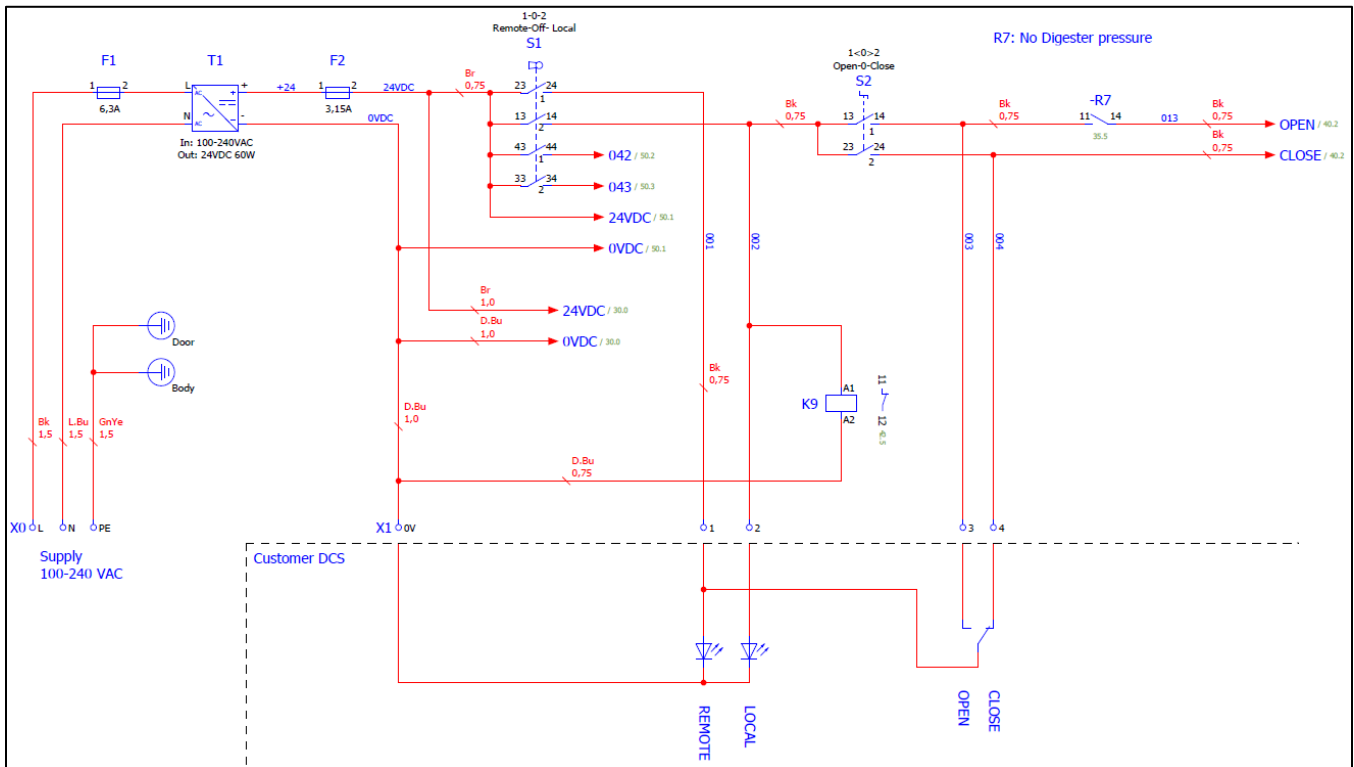 1-0-2
Remote-Off- Local
S1
R7: No Digester pressure
F1
T1
F2
1<0>2
Open-0-Close
S2
1 2
6,3A
L
AC
+
+
N
AC
-
-
In: 100-240VAC
Out: 24VDC 60W
+24
1 2
3,15A
24VDC
0VDC
Br
0,75
23 24
1
13 14
2
43 44
1
042 / 50.2
33 34
2
043 / 50.3
24VDC / 50.1
0VDC / 50.1
Bk
0,75
13 14
1
23 24
2
Bk
0,75
-R7
11 14
35.5
013
Bk
0,75
OPEN / 40.2
Bk
0,75
CLOSE / 40.2
001
002
003
004
Br
1,0
24VDC / 30.0
D.Bu
1,0
0VDC / 30.0
Door
Body
Bk
0,75
K9
A1
A2
11
12
42.5
Bk
1,5
L.Bu
1,5
GnYe
1,5
D.Bu
1,0
D.Bu
0,75
X0 L N PE
X1 0V
1
2
3
4
Supply
100-240 VAC
Customer DCS
REMOTE
LOCAL
OPEN
CLOSE